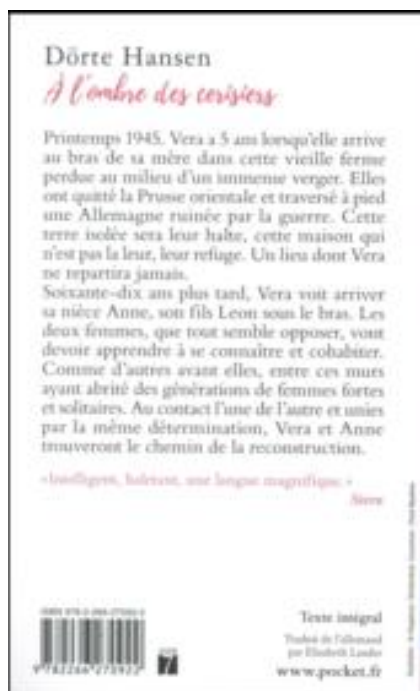 Dörte Hansen
À l'ombre des cerisiers
Printemps 1945. Vera a 5 ans lorsqu'elle arrive
au bras de sa mère dans cette vieille ferme
perdue au milieu d'un immense verger. Elles
ont quitté la Prusse orientale et traversé à pied
une Allemagne ruinée par la guerre. Cette
terre isolée sera leur halte, cette maison qui
n'est pas la leur, leur refuge. Un lieu dont Vera
ne repartira jamais.
Soixante-dix ans plus tard, Vera voit arriver
sa nièce Anne, son fils Leon sous le bras. Les
deux femmes, que tout semble opposer, vont
devoir apprendre à se connaître et cohabiter.
Comme d'autres avant elles, entre ces murs
ayant abrité des générations de femmes fortes
et solitaires. Au contact l'une de l'autre et unies
par la même détermination, Vera et Anne
trouveront le chemin de la reconstruction.
«Intelligent, haletant, une langue magnifique.»
Stern
Texte intégral
Traduit de l'allemand
par Élisabeth Landes
www.pocket.fr
7
9782266275927